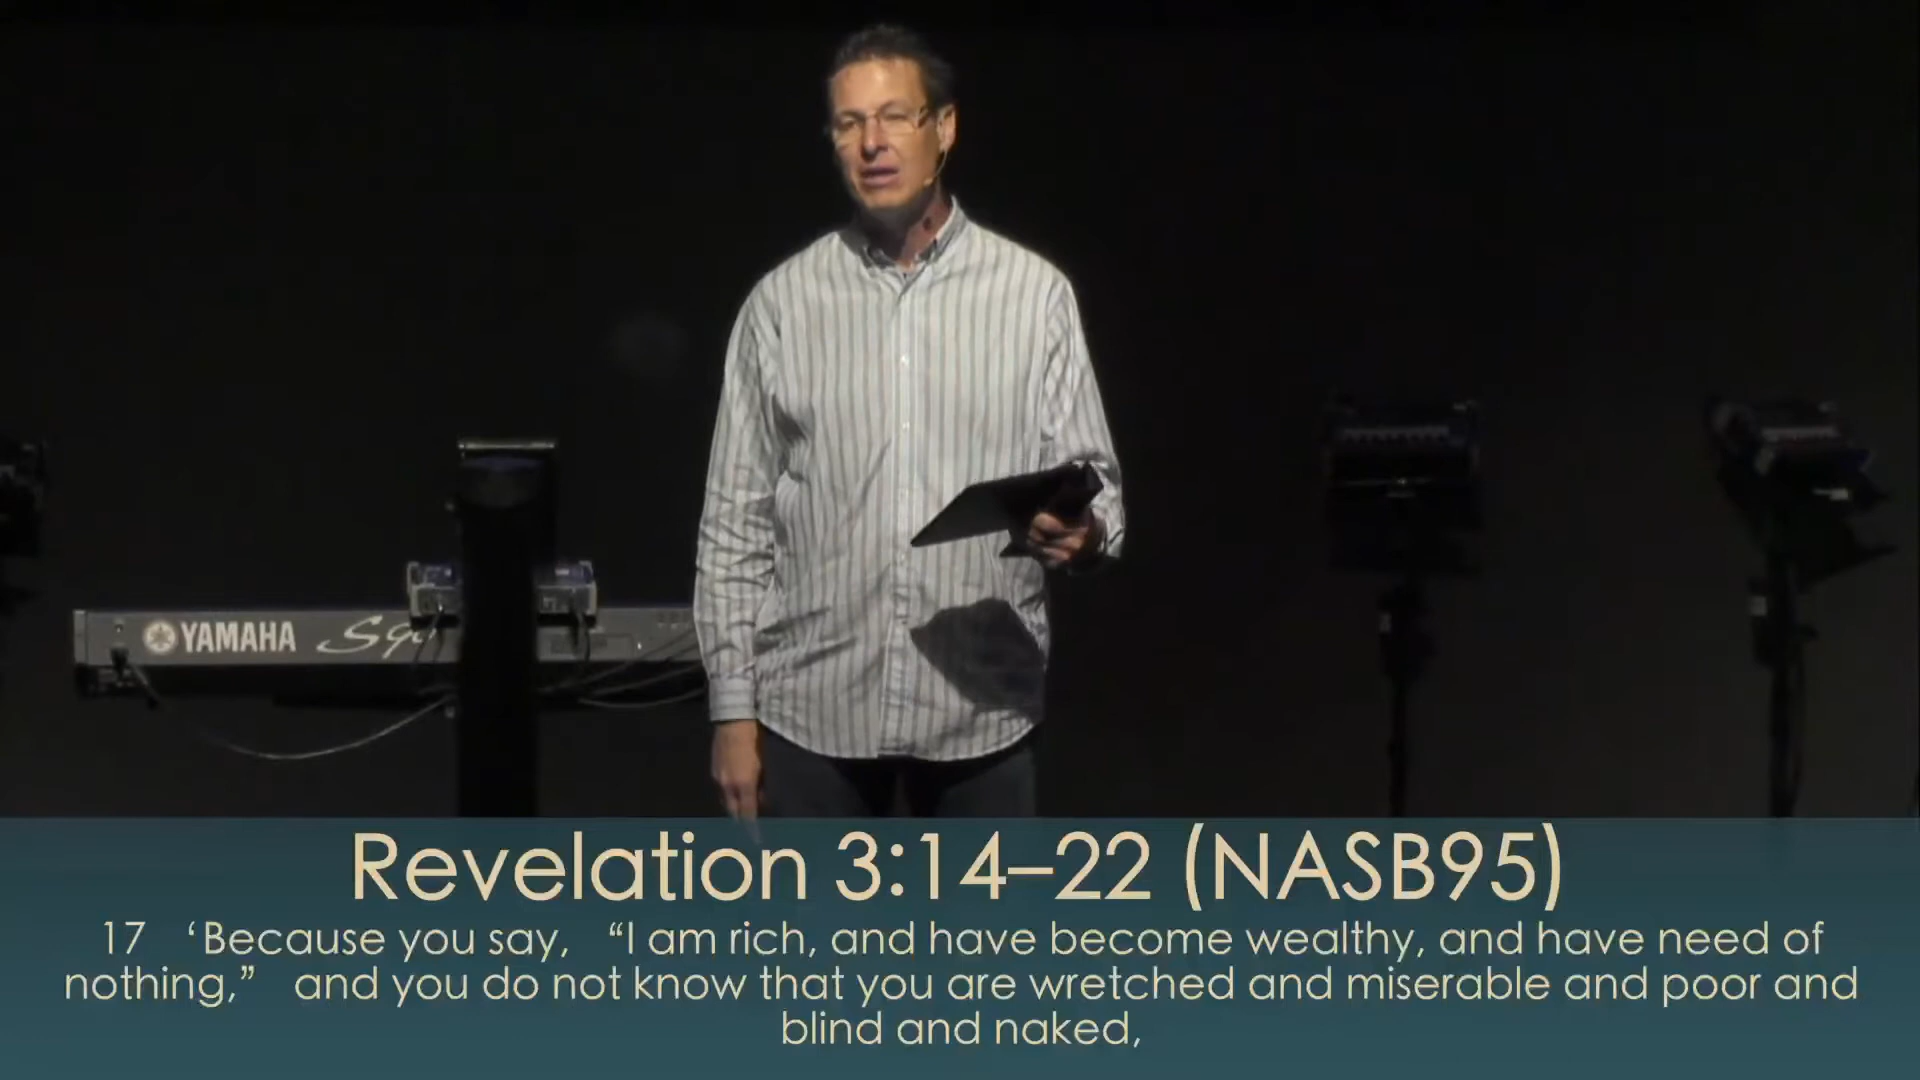 YAMAHA S90
Revelation 3:14–22 (NASB95)
17 ‘Because you say, “I am rich, and have become wealthy, and have need of
nothing,” and you do not know that you are wretched and miserable and poor and
blind and naked,